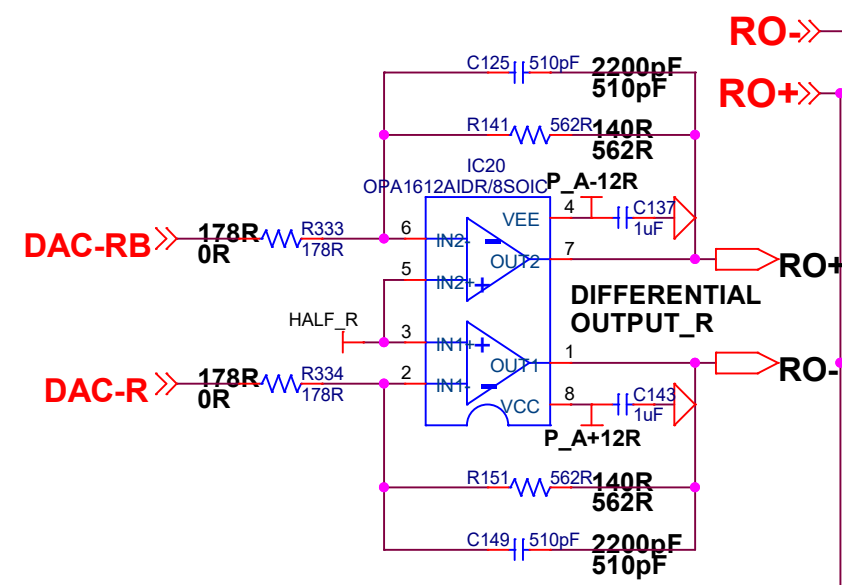 RO-
RO+
C125 510pF 2200pF
510pF
R141 562R 140R
562R
IC20
OPA1612AIDR/8SOIC
P_A-12R
VEE 4 C137
1uF
DAC-RB 178R R333 6 IN2-
0R 178R
OUT2 7
RO+
5 IN2+
DIFFERENTIAL
OUTPUT_R
HALF_R
3 IN1+
OUT1 1
RO-
DAC-R 178R R334 2 IN1-
0R 178R
VCC 8 C143
1uF
P_A+12R
R151 562R 140R
562R
C149 510pF 2200pF
510pF